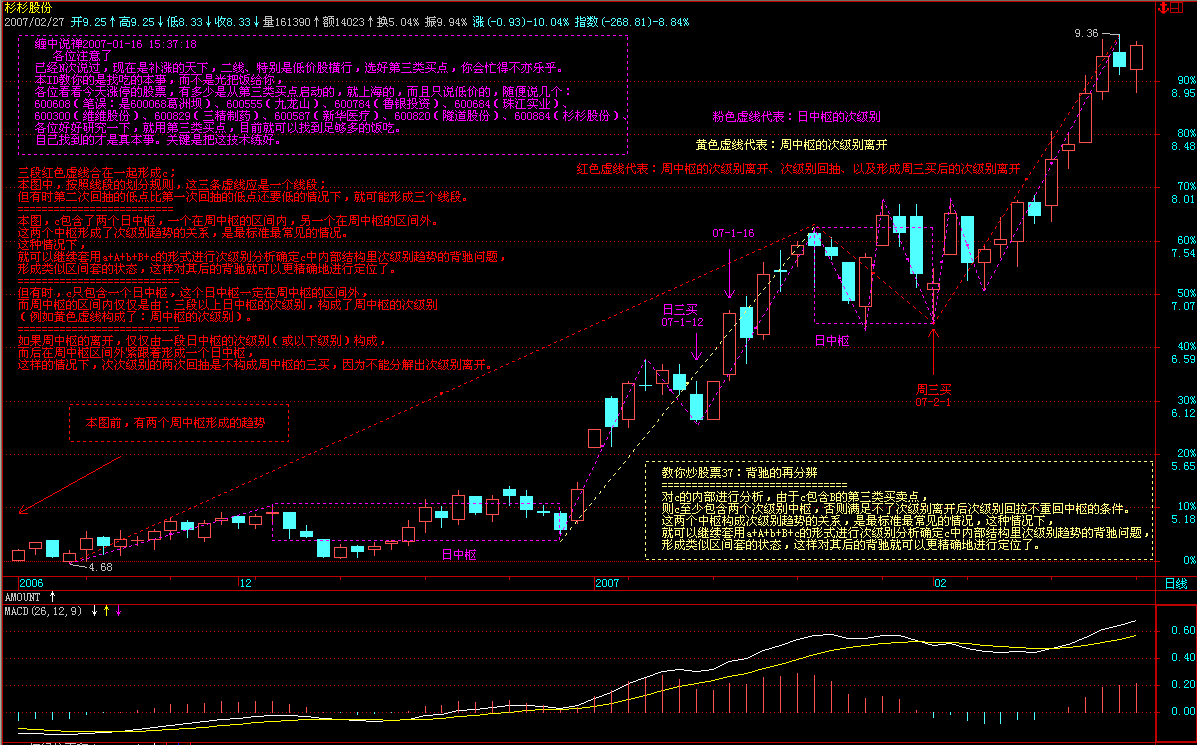 杉杉股份
2007/02/27 开9.25↑高9.25↓低8.33↓收8.33↓量161390↑额14023↑换5.04% 振9.94% 涨(-0.93)-10.04% 指数(-268.81)-8.84%
缠中说禅2007-01-16 15:37:18
各位注意了
已经N次说过，现在是补涨的天下，二线、特别是低价股横行，选好第三类买点，你会忙得不亦乐乎。
本ID教你的是找吃的本事，而不是光把饭给你，
各位看看今天涨停的股票，有多少是从第三类买点启动的，就上海的，而且只说低价的，随便说几个：
600608（笔误：是600068葛洲坝）、600555（九龙山）、600784（鲁银投资）、600684（珠江实业）、
600808（维维股份）、600829（三精制药）、600587（新华医疗）、600820（隧道股份）、600884（杉杉股份）、
各位好好研究一下，就用第三类买点，目前就可以找到足够多的饭吃。
自己找到的才是真本事。关键是把这技术练好。
粉色虚线代表：日中枢的次级别
黄色虚线代表：周中枢的次级别离开
红色虚线代表：周中枢的次级别离开、次级别回抽、以及形成周三买后的次级别离开
三段红色虚线合在一起形成c；
本图中，按照线段的划分规则，这三条虚线应是一个线段；
但有时第二次回抽的低点比第一次回抽的低点还要低的情况下，就可能形成三个线段。
==========================
本图，c包含了两个日中枢，一个在周中枢的区间内，另一个在周中枢的区间外。
这两个中枢形成了次级别趋势的关系，是最标准最常见的情况。
这种情况下，
就可以继续套用a+A+b+B+c的形式进行次级别分析确定c中内部结构里次级别趋势的背驰问题，
形成类似区间套的状态，这样对其后的背驰就可以更精确地进行定位了。
==========================
但有时，c只包含一个日中枢，这个日中枢一定在周中枢的区间外，
而周中枢的区间内仅仅是由：三段以上日中枢的次级别，构成了周中枢的次级别
（例如黄色虚线构成了：周中枢的次级别）。
==========================
如果周中枢的离开，仅仅由一段日中枢的次级别（或以下级别）构成，
而后在周中枢区间外紧跟着形成一个日中枢，
这样的情况下，次次级别的两次回抽是不构成周中枢的三买，因为不能分解出次级别离开。
本图前，有两个周中枢形成的趋势
07-1-16
日三买
07-1-12
日中枢
周三买
07-2-1
日中枢
4.68
9.36
教你炒股票37：背驰的再分辨
==============================
对c的内部进行分析，由于c包含B的第三类买卖点，
则c至少包含两个次级别中枢，否则满足不了次级别离开后次级别回拉不重回中枢的条件。
这两个中枢构成次级别趋势的关系，是最标准最常见的情况，这种情况下，
就可以继续套用a+A+b+B+c的形式进行次级别分析确定c中内部结构里次级别趋势的背驰问题，
形成类似区间套的状态，这样对其后的背驰就可以更精确地进行定位了。
90%
8.95
80%
8.48
70%
8.01
60%
7.54
50%
7.07
40%
6.59
30%
6.12
20%
5.65
10%
5.18
0%
2006
12
2007
02
日线
AMOUNT ↑
MACD(26,12,9) ↓ ↑ ↓
0.60
0.40
0.20
0.00